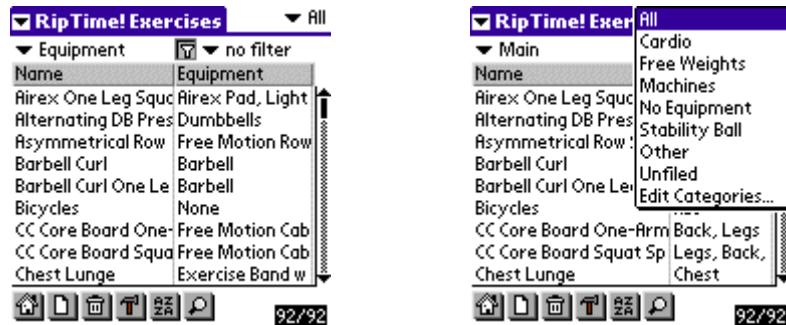 RipTime! Exercises
All
Equipment
no filter
Name Equipment
Airex One Leg Squc Airex Pad, Light
Alternating DB Pres Dumbbells
Asymmetrical Row Free Motion Row
Barbell Curl Barbell
Barbell Curl One Le Barbell
Bicycles None
CC Core Board One- Free Motion Cab
CC Core Board Squa Free Motion Cab
Chest Lunge Exercise Band w
92/92
RipTime! Exer
Main
Name
Airex One Leg Squc
Alternating DB Pres
Asymmetrical Row
Barbell Curl
Barbell Curl One Le
Bicycles
CC Core Board One-Arm Back, Legs
CC Core Board Squat Sp Legs, Back,
Chest Lunge Chest
All
Cardio
Free Weights
Machines
No Equipment
Stability Ball
Other
Unfiled
Edit Categories...
92/92